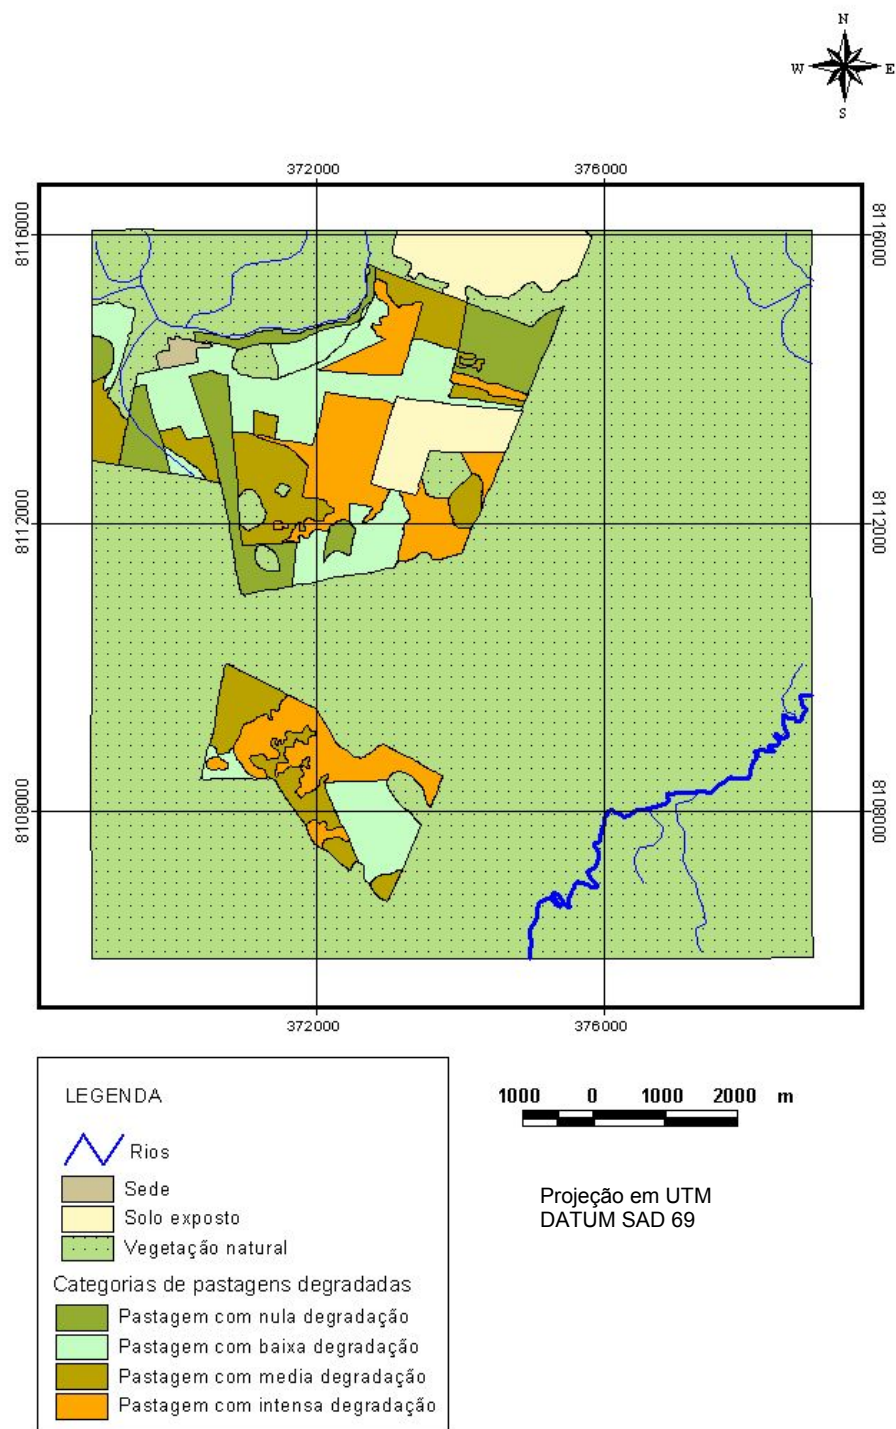 N
W E
S
372000 376000
8116000 8116000
8112000 8112000
8108000 8108000
372000 376000
LEGENDA
Rios
Sede
Solo exposto
Vegetação natural
Categorias de pastagens degradadas
Pastagem com nula degradação
Pastagem com baixa degradação
Pastagem com media degradação
Pastagem com intensa degradação
1000 0 1000 2000 m
Projeção em UTM
DATUM SAD 69